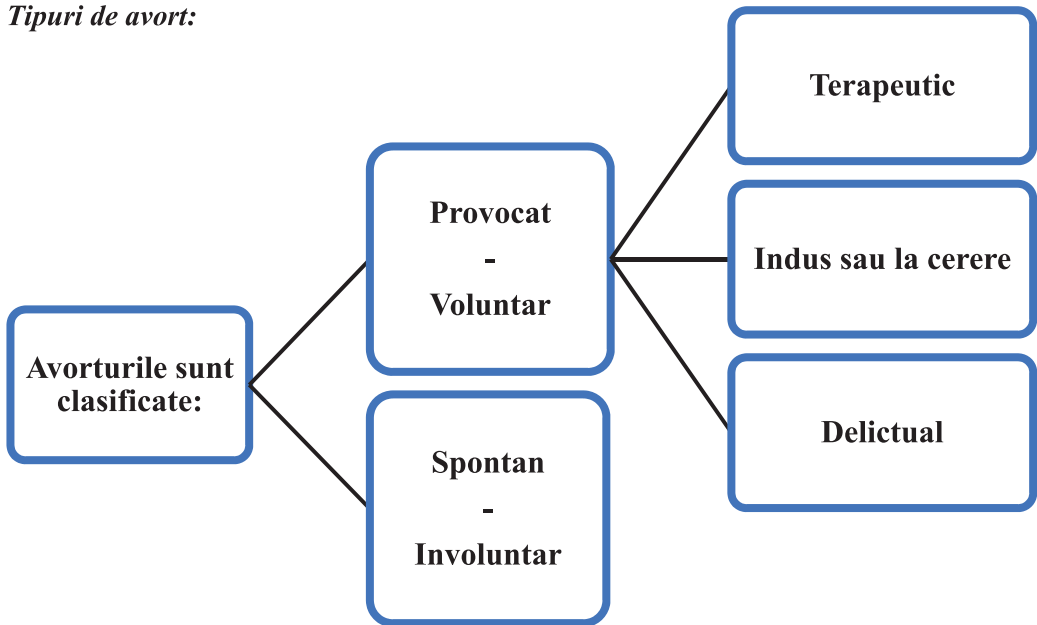 Tipuri de avort:
Avorturile sunt
clasificate:
Provocat
-
Voluntar
Spontan
-
Involuntar
Terapeutic
Indus sau la cerere
Delictual